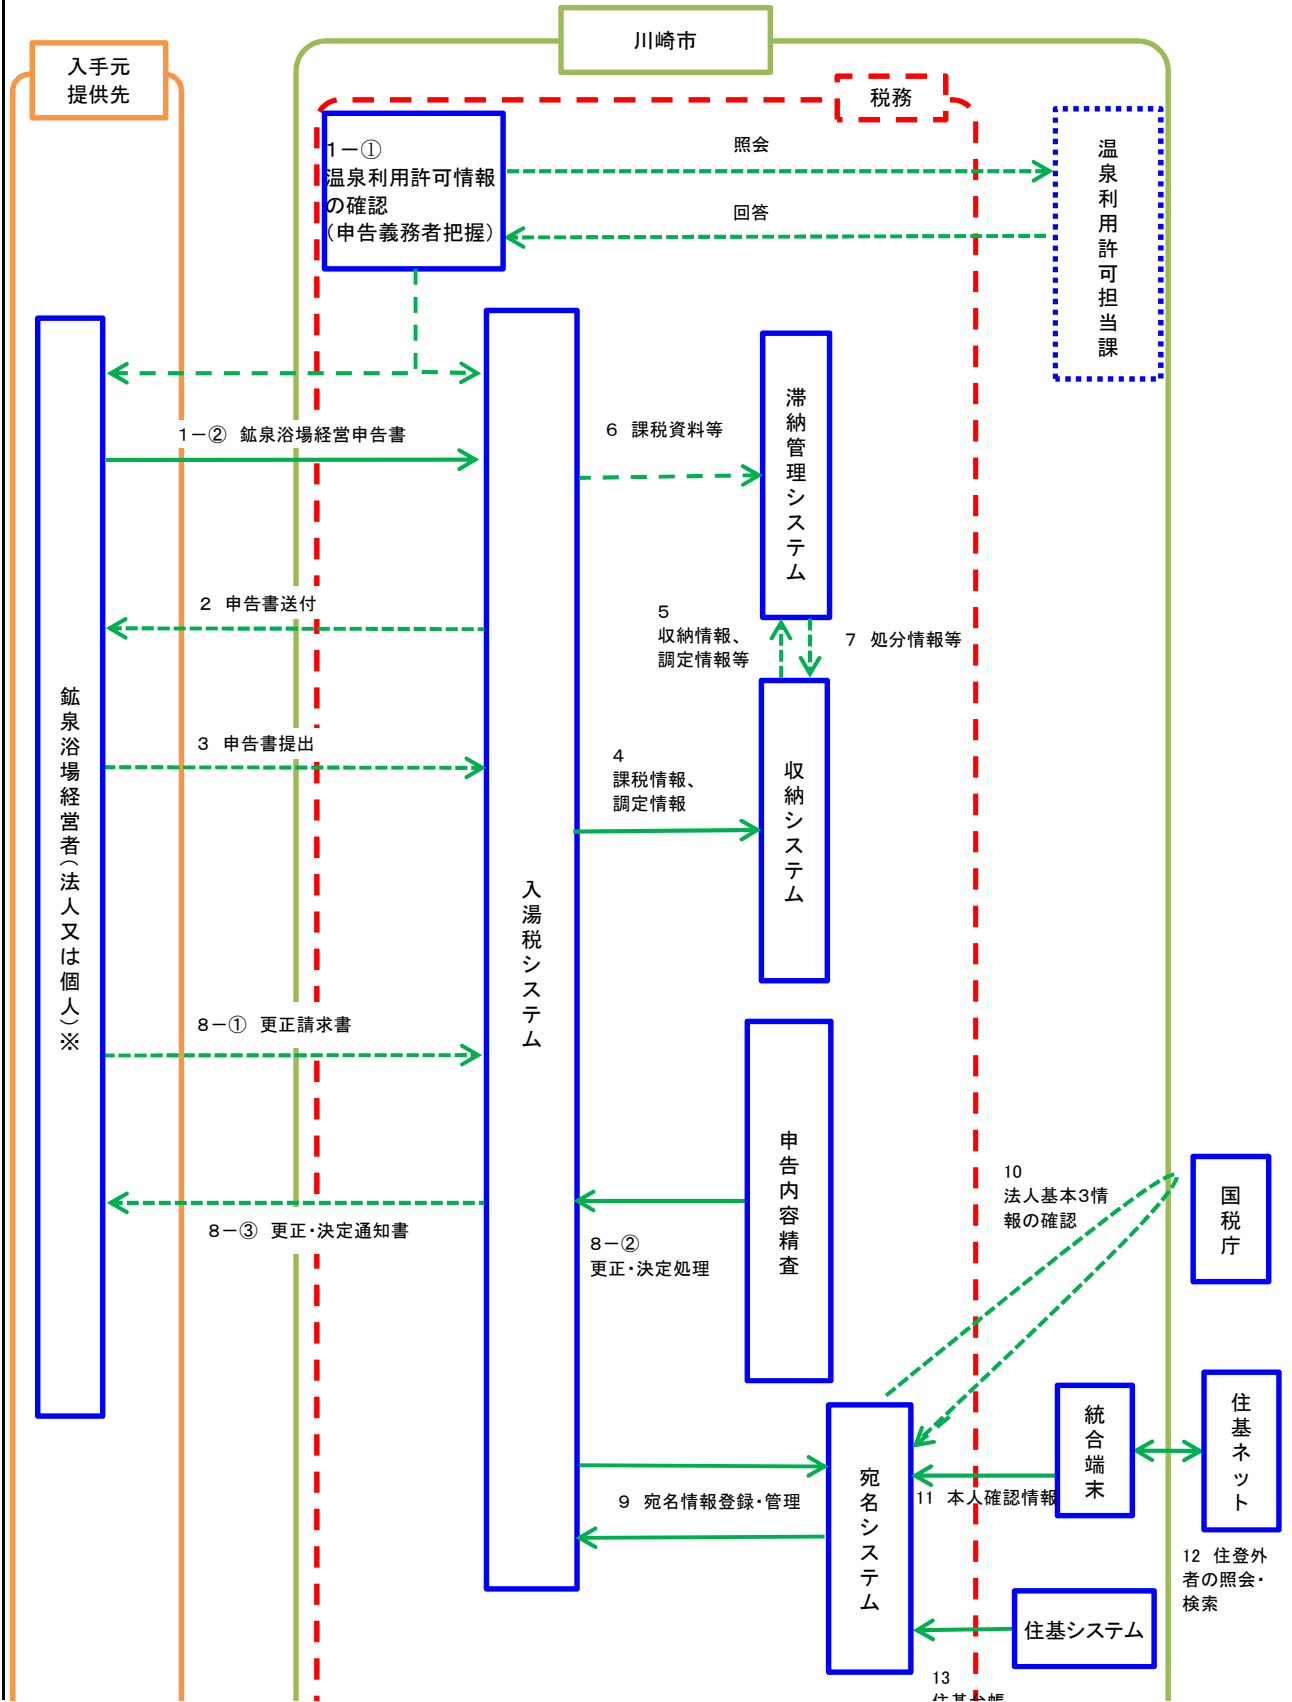 川崎市
入手元
提供先
税務
1－①
温泉利用許可情報
の確認
（申告義務者把握）
照会
回答
温泉利用許可担当課
鉱泉浴場経営者（法人又は個人）※
1－② 鉱泉浴場経営申告書
6 課税資料等
滞納管理システム
2 申告書送付
5
収納情報、
調定情報等
7 処分情報等
3 申告書提出
4
課税情報、
調定情報
収納システム
入湯税システム
8－① 更正請求書
申告内容精査
8－③ 更正・決定通知書
8－②
更正・決定処理
10
法人基本3情
報の確認
国税庁
統合端末
住基ネット
宛名システム
9 宛名情報登録・管理
11 本人確認情報
12 住登外
者の照会・
検索
住基システム
13
住基台帳